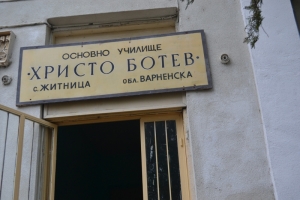 ОСНОВНО УЧИЛИЩЕ
·ХРИСТО БОТЕВ·
с. ЖИТНИЦА обл. ВАРНЕНСКА